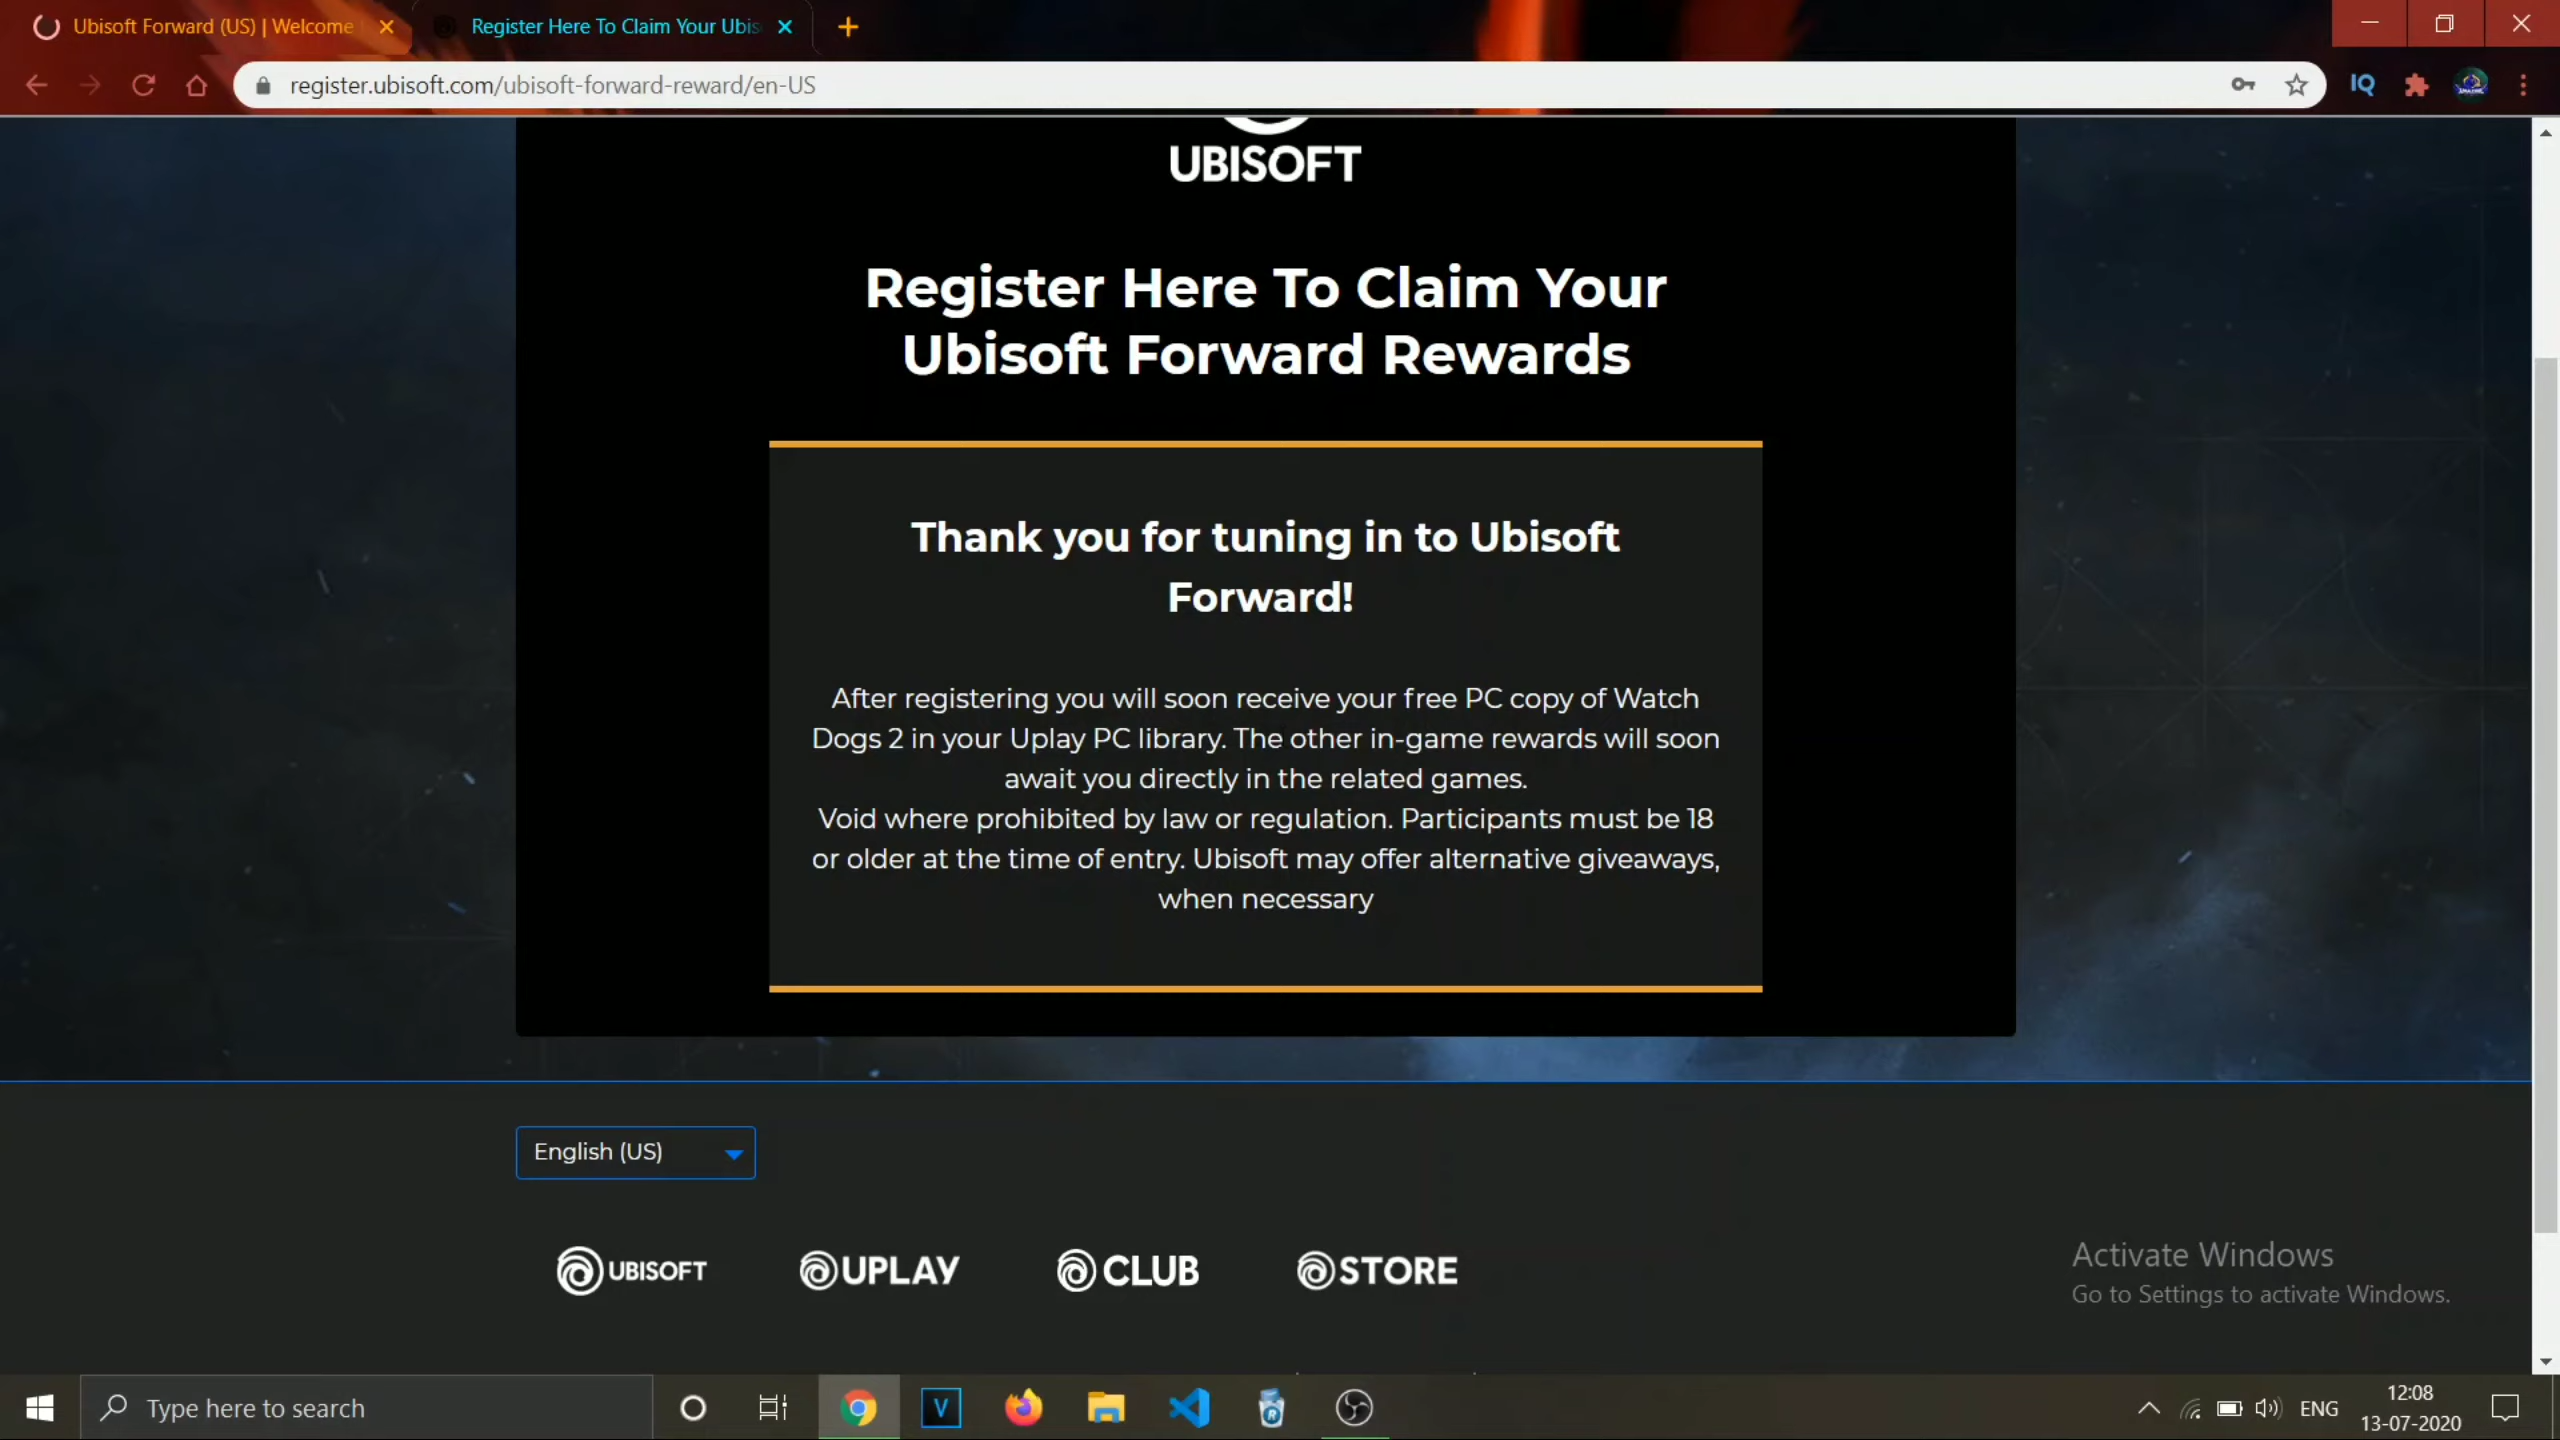 Ubisoft Forward (US) | Welcome
Register Here To Claim Your Ubis
register.ubisoft.com/ubisoft-forward-reward/en-US
IQ
UBISOFT
Register Here To Claim Your
Ubisoft Forward Rewards
Thank you for tuning in to Ubisoft
Forward!
After registering you will soon receive your free PC copy of Watch
Dogs 2 in your Uplay PC library. The other in-game rewards will soon
await you directly in the related games.
Void where prohibited by law or regulation. Participants must be 18
or older at the time of entry. Ubisoft may offer alternative giveaways,
when necessary
English (US)
UBISOFT UPLAY CLUB STORE
Activate Windows
Go to Settings to activate Windows.
Type here to search
V
R
ENG
12:08
13-07-2020